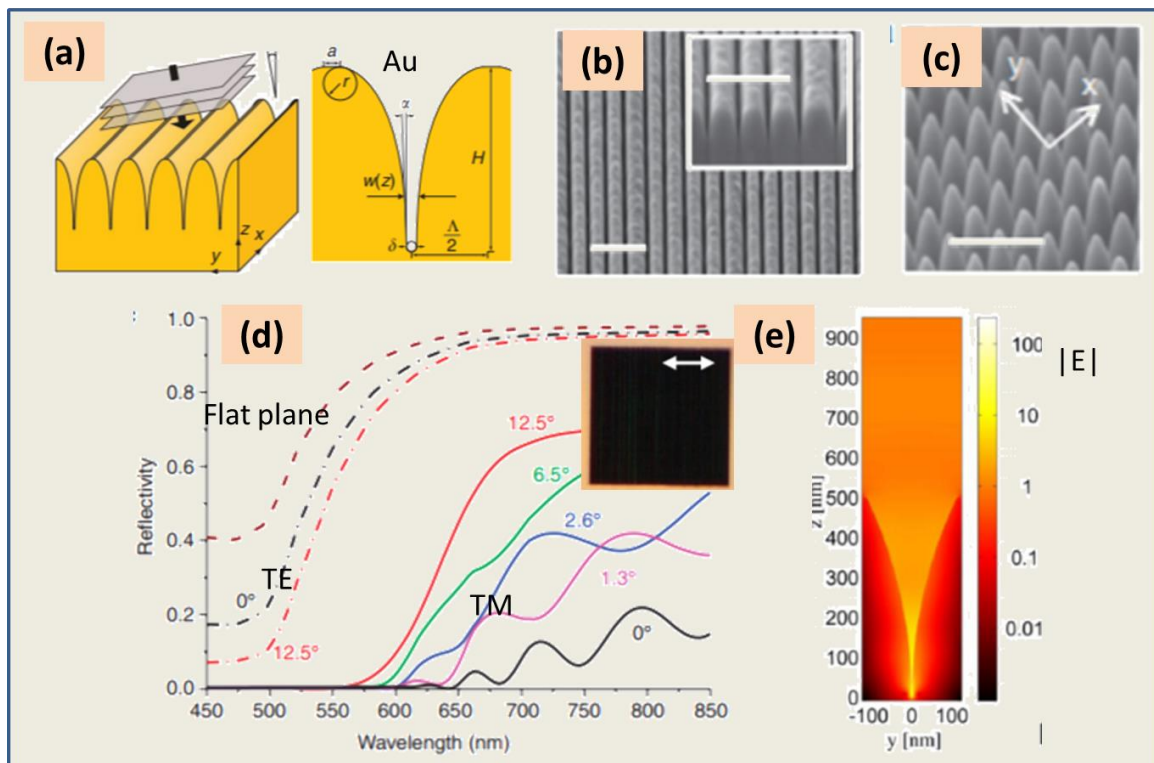 (a)
a
r
Au
α
w(z)
H
δ
Λ
2
z
x
y
(b)
(c)
y
x
(d)
1.0
0.8
0.6
0.4
0.2
0.0
Reflectivity
Flat plane
TE
0°
12.5°
12.5°
6.5°
2.6°
1.3°
TM
0°
450 500 550 600 650 700 750 800 850
Wavelength (nm)
(e)
900
800
700
600
500
400
300
200
100
0
z [nm]
-100 0 100
y [nm]
100
10
1
0.1
0.01
|E|